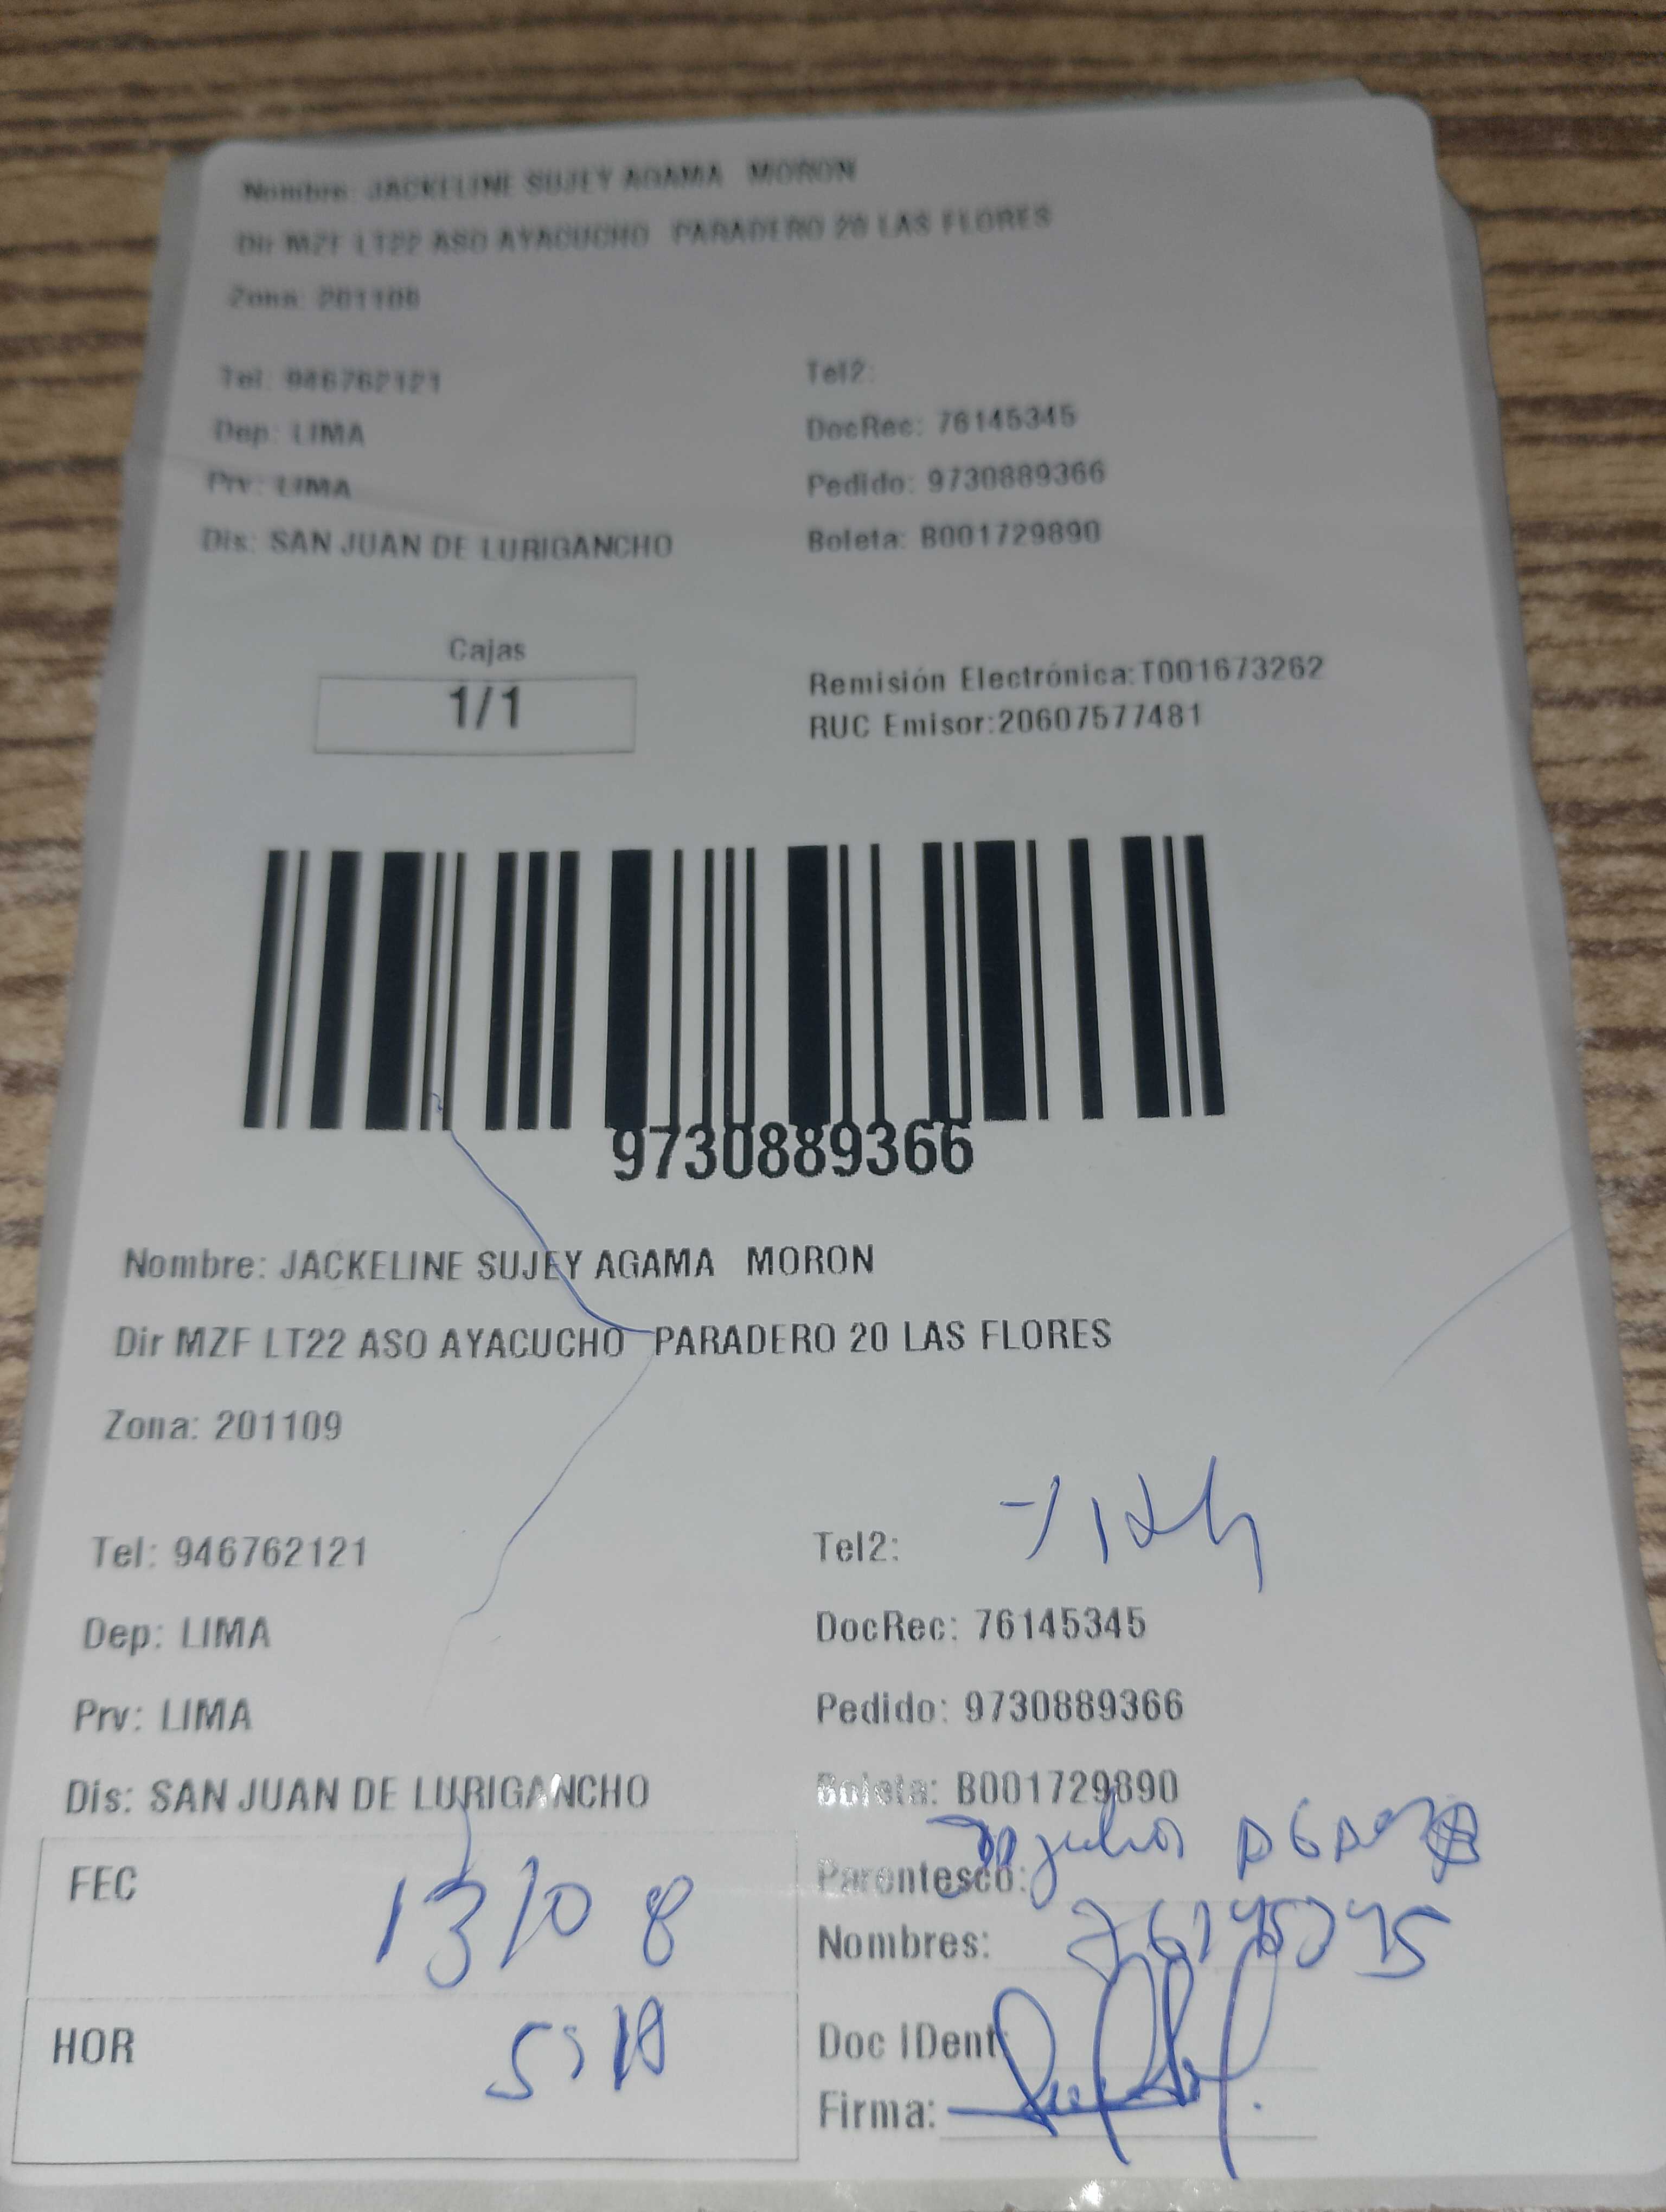 Nombre: JACKELINE SUJEY AGAMA MORON
Dir MZF LT22 ASO AYACUCHO PARADERO 20 LAS FLORES
Zona: 201109
Tel: 946762121
Tel2:
Dep: LIMA
DocRec: 76145345
Prv: LIMA
Pedido: 9730889366
Dis: SAN JUAN DE LURIGANCHO
Boleta: B001729890
Cajas
1/1
Remisión Electrónica:T001673262
RUC Emisor:20607577481
9730889366
Nombre: JACKELINE SUJEY AGAMA MORON
Dir MZF LT22 ASO AYACUCHO PARADERO 20 LAS FLORES
Zona: 201109
Tel: 946762121
Tel2:
Dep: LIMA
DocRec: 76145345
Prv: LIMA
Pedido: 9730889366
Dis: SAN JUAN DE LURIGANCHO
Boleta: B001729890
FEC 13/08
Parentesco:
Nombres:
HOR
Doc IDent:
Firma: